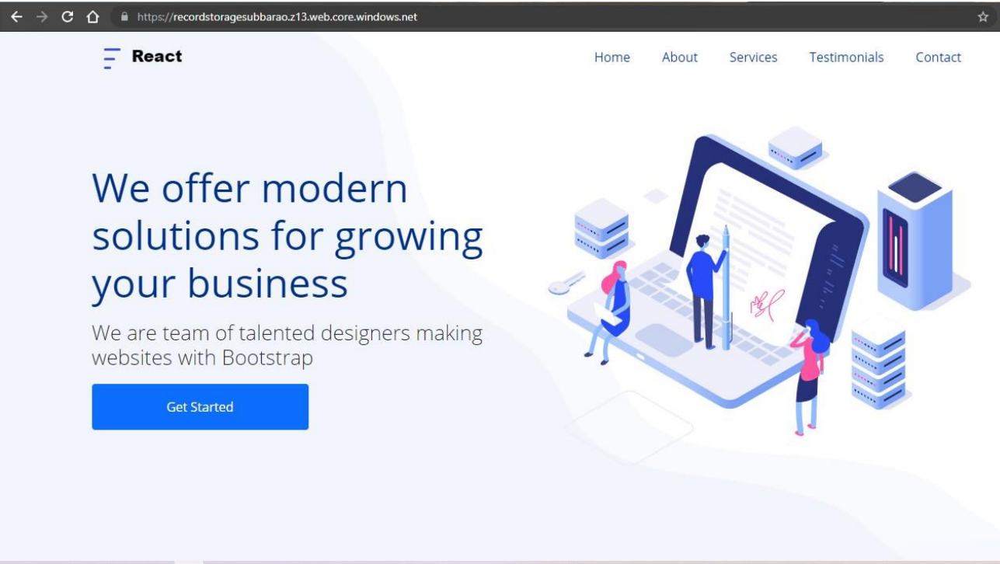 https://recordstoragesubbarao.z13.web.core.windows.net
React
Home About Services Testimonials Contact
We offer modern
solutions for growing
your business
We are team of talented designers making
websites with Bootstrap
Get Started